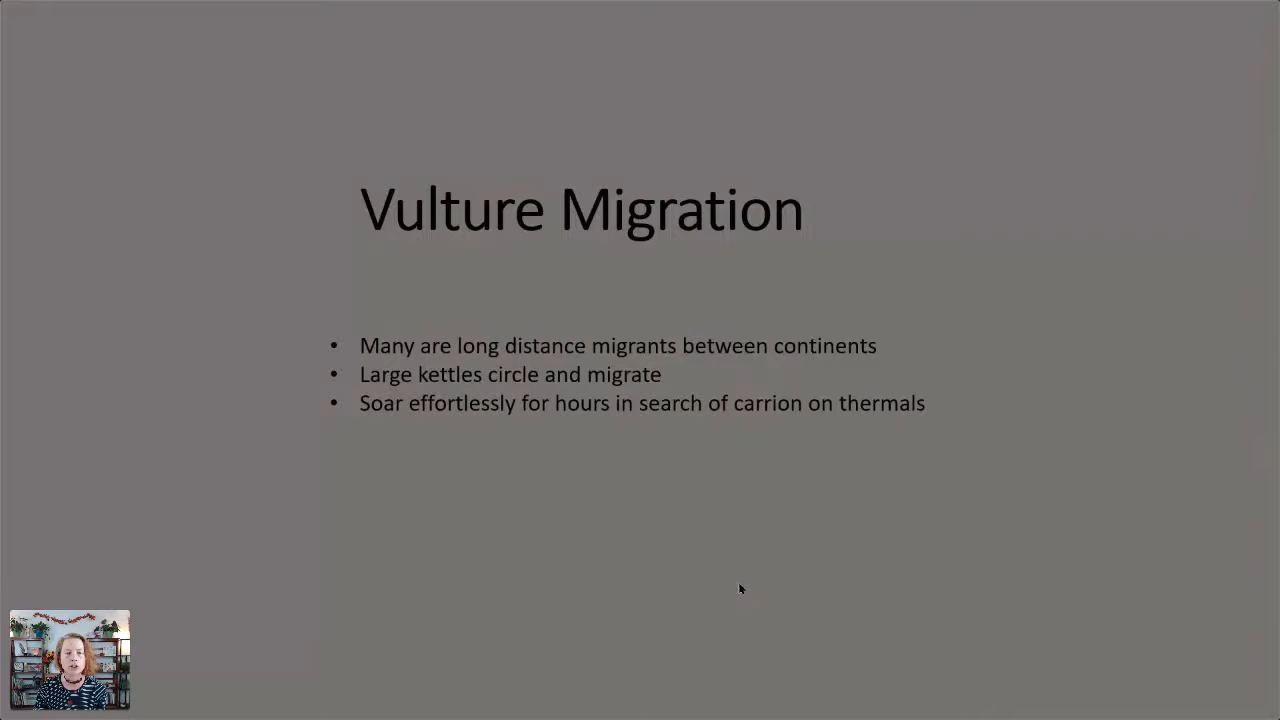 Vulture Migration
• Many are long distance migrants between continents
• Large kettles circle and migrate
• Soar effortlessly for hours in search of carrion on thermals